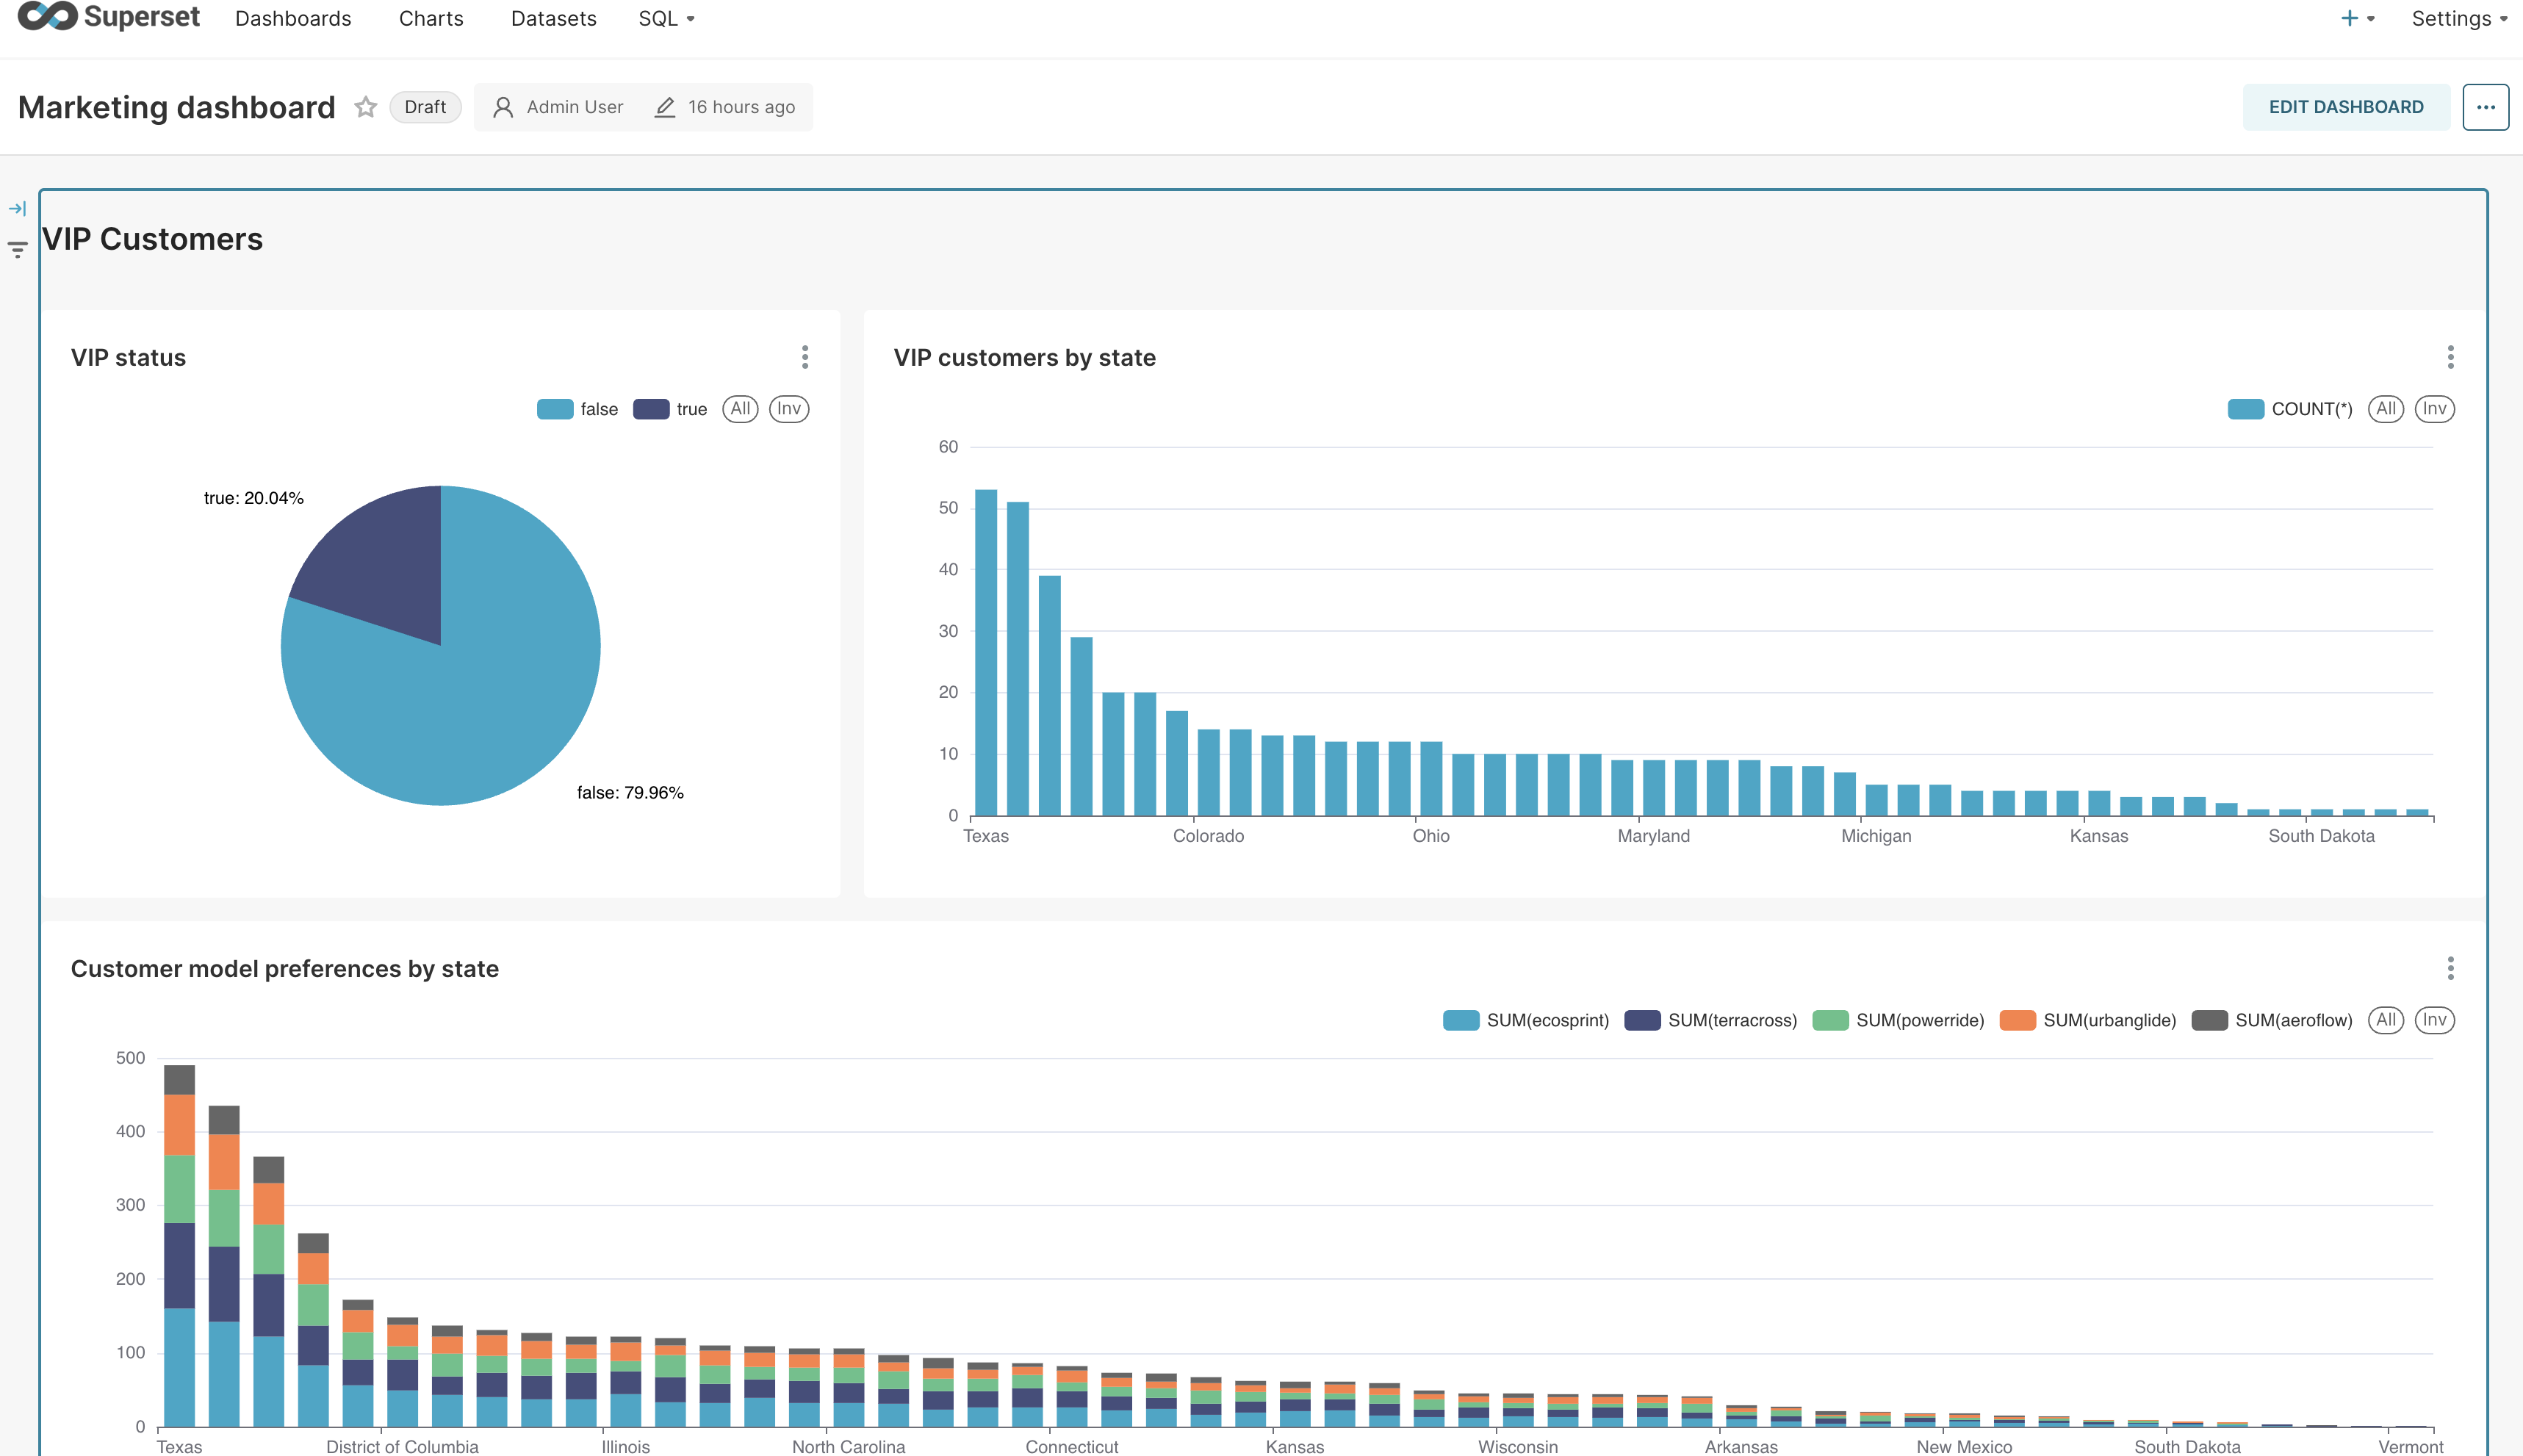 Superset Dashboards Charts Datasets SQL + Settings
Marketing dashboard Draft Admin User 16 hours ago EDIT DASHBOARD ...
VIP Customers
VIP status
false true All Inv
true: 20.04%
false: 79.96%
VIP customers by state
COUNT(*) All Inv
60
50
40
30
20
10
0
Texas Colorado Ohio Maryland Michigan Kansas South Dakota
Customer model preferences by state
SUM(ecosprint) SUM(terracross) SUM(powerride) SUM(urbanglide) SUM(aeroflow) All Inv
500
400
300
200
100
0
Texas District of Columbia Illinois North Carolina Connecticut Kansas Wisconsin Arkansas New Mexico South Dakota Vermont